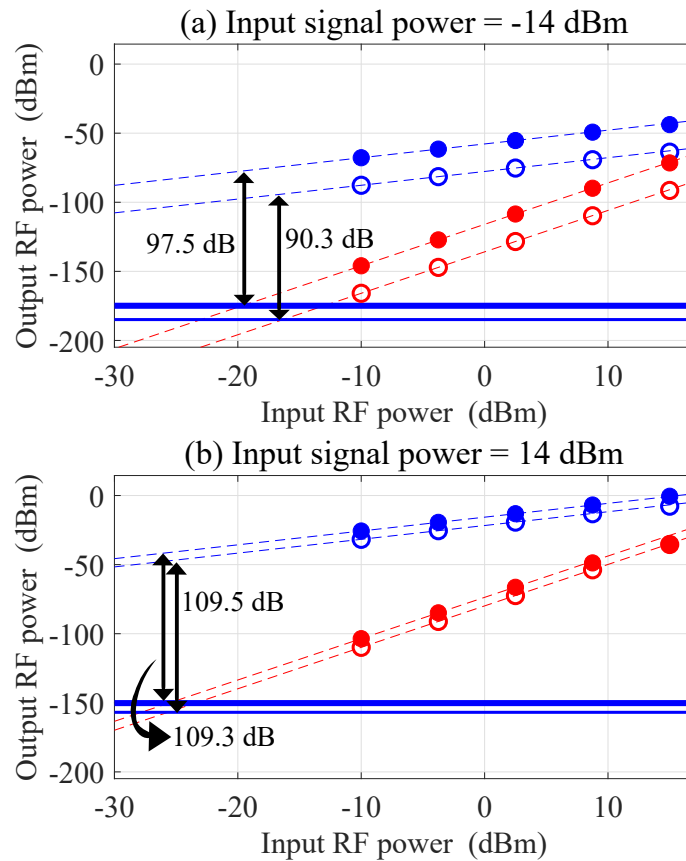 (a) Input signal power = -14 dBm
0
-50
-100
-150
-200
Output RF power (dBm)
97.5 dB
90.3 dB
-30
-20
-10
0
10
Input RF power (dBm)
(b) Input signal power = 14 dBm
0
-50
-100
-150
-200
Output RF power (dBm)
109.5 dB
109.3 dB
-30
-20
-10
0
10
Input RF power (dBm)